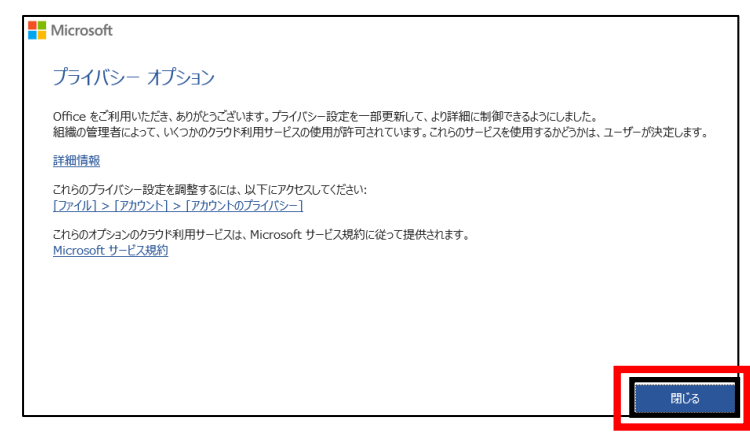 Microsoft
プライバシー オプション
Office をご利用いただき、ありがとうございます。プライバシー設定を一部更新して、より詳細に制御できるようにしました。
組織の管理者によって、いくつかのクラウド利用サービスの使用が許可されています。これらのサービスを使用するかどうかは、ユーザーが決定します。
詳細情報
これらのプライバシー設定を調整するには、以下にアクセスしてください:
[ファイル] > [アカウント] > [アカウントのプライバシー]
これらのオプションのクラウド利用サービスは、Microsoft サービス規約に従って提供されます。
Microsoft サービス規約
閉じる